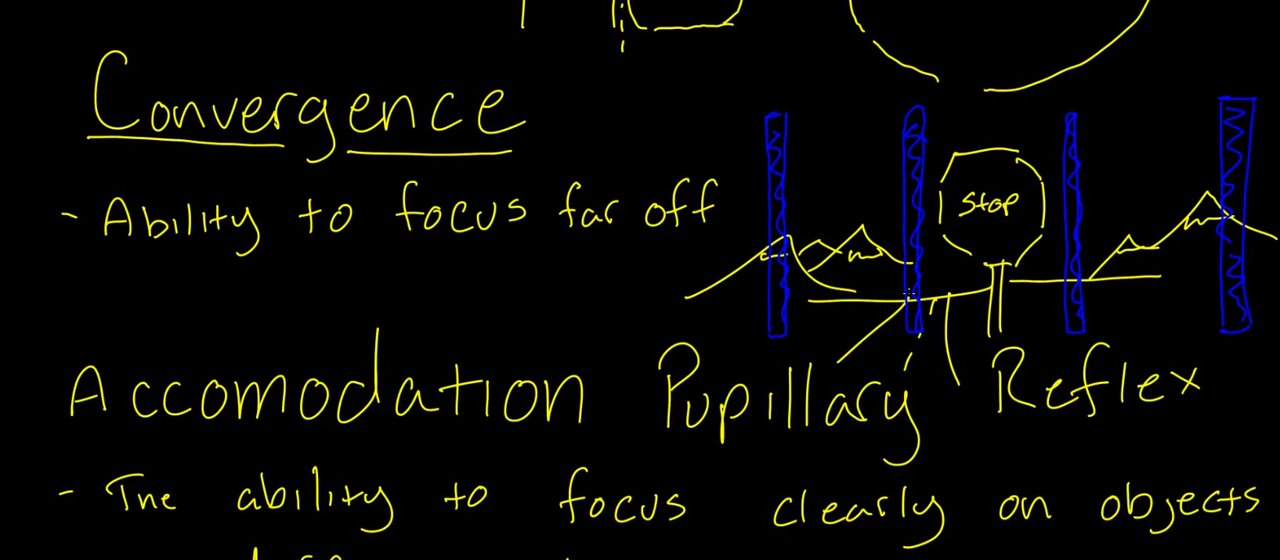 Convergence
- Ability to focus far off
Stop
Accomodation Pupillary Reflex
- The ability to focus clearly on objects